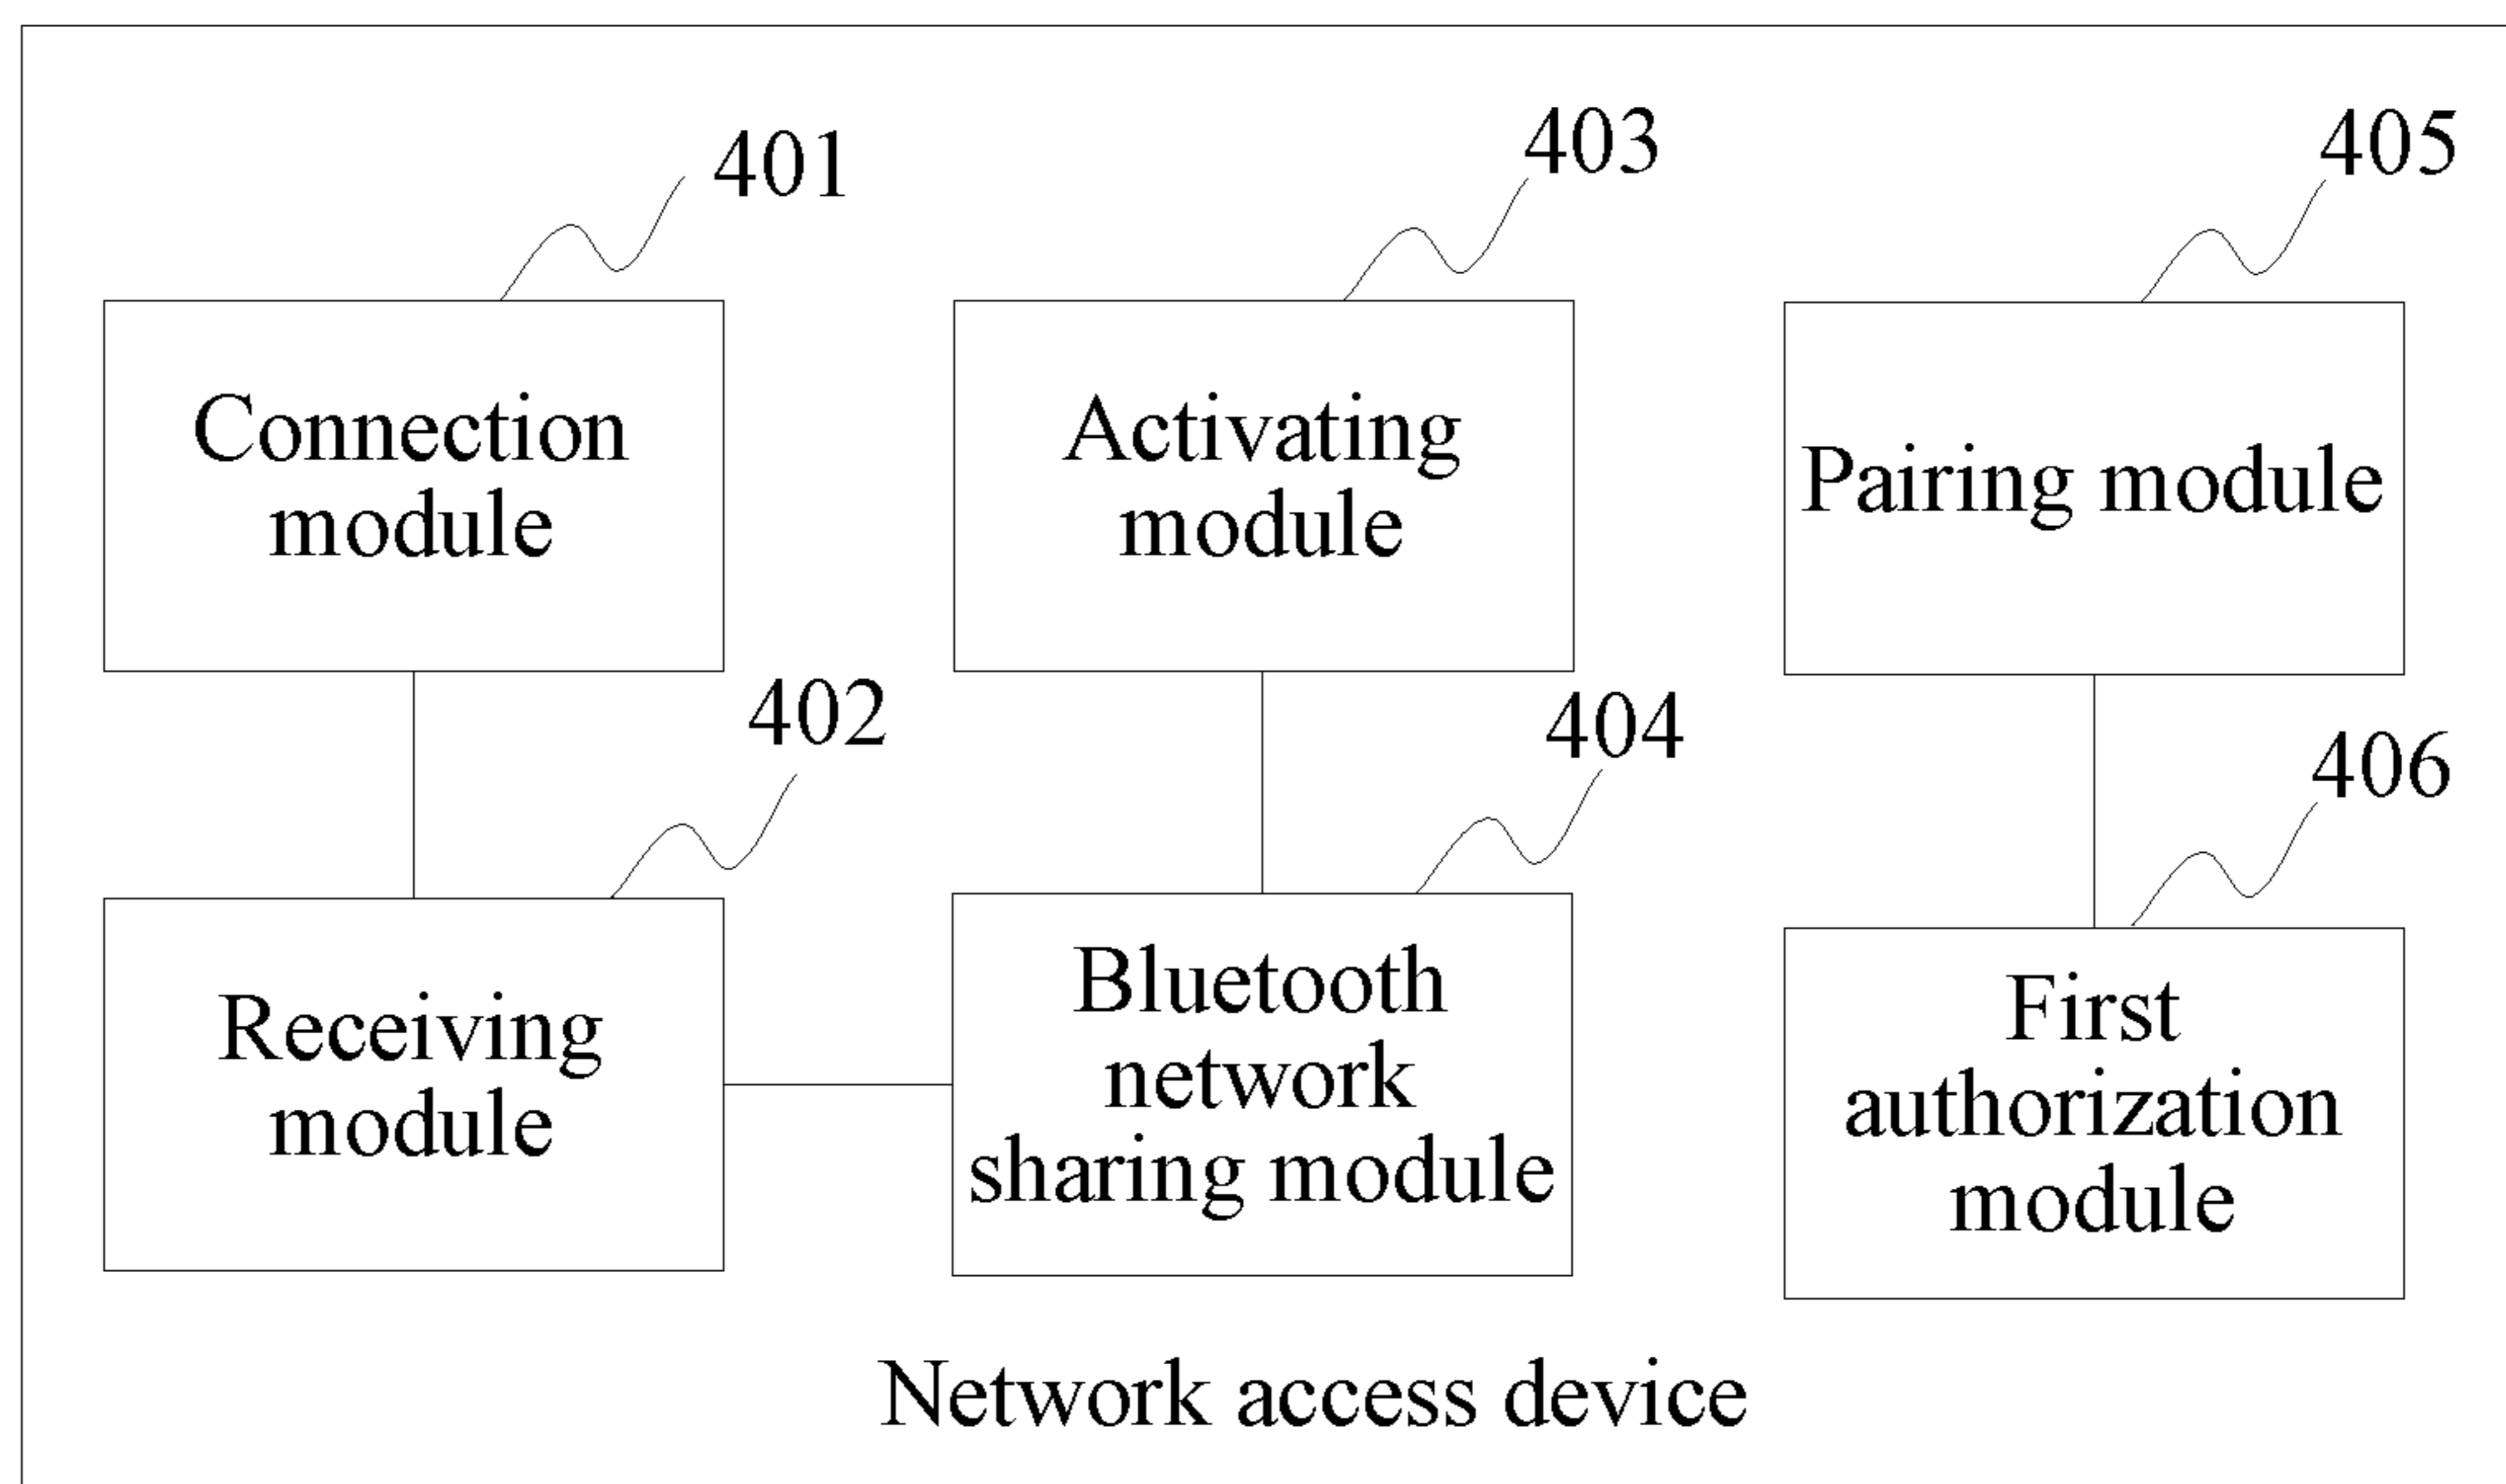 401
403
405
Connection
module
Activating
module
Pairing module
402
404
406
Receiving
module
Bluetooth
network
sharing module
First
authorization
module
Network access device